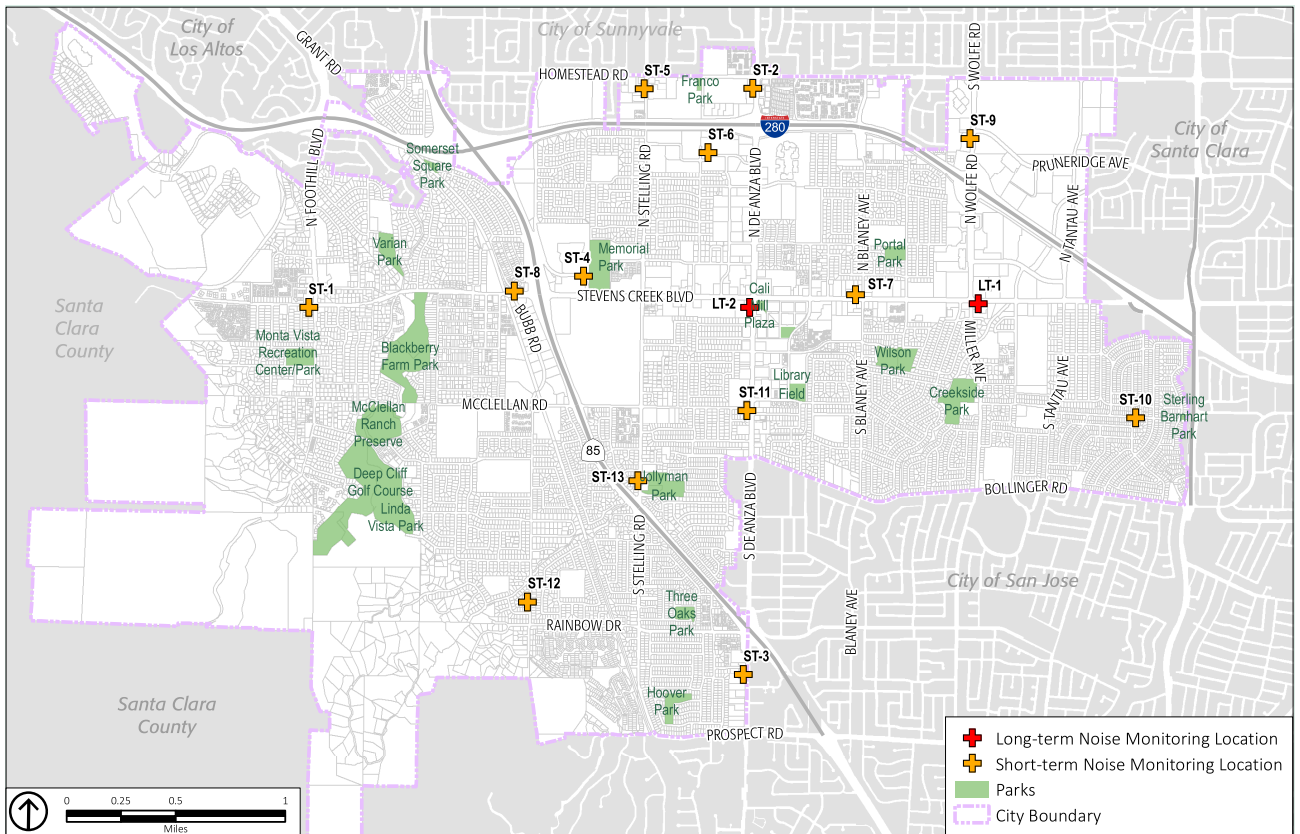 City of
Los Altos
GRANT RD
City of Sunnyvale
HOMESTEAD RD
ST-5
Franco
Park
ST-2
S WOLFE RD
INTERSTATE
280
ST-6
ST-9
City of
Santa Clara
PRUNERIDGE AVE
N FOOTHILL BLVD
Somerset
Square
Park
N STELLING RD
N DE ANZA BLVD
N BLANEY AVE
N WOLFE RD
N TANTAU AVE
Varian
Park
ST-4
Memorial
Park
Portal
Park
ST-8
ST-1
STEVENS CREEK BLVD
LT-2
Cali
Mill
Plaza
ST-7
LT-1
Santa
Clara
County
BUBB RD
Monta Vista
Recreation
Center/Park
Blackberry
Farm Park
MILLER AVE
Wilson
Park
Library
Field
S BLANEY AVE
Creekside
Park
S TANTAU AVE
ST-10
Sterling
Barnhart
Park
MCCLELLAN RD
ST-11
McClellan
Ranch
Preserve
85
Deep Cliff
Golf Course
Linda
Vista Park
ST-13
Jollyman
Park
S DE ANZA BLVD
BOLLINGER RD
S STELLING RD
City of San Jose
ST-12
RAINBOW DR
Three
Oaks
Park
BLANEY AVE
ST-3
Hoover
Park
Santa Clara
County
PROSPECT RD
Long-term Noise Monitoring Location
Short-term Noise Monitoring Location
Parks
City Boundary
0 0.25 0.5 1
Miles